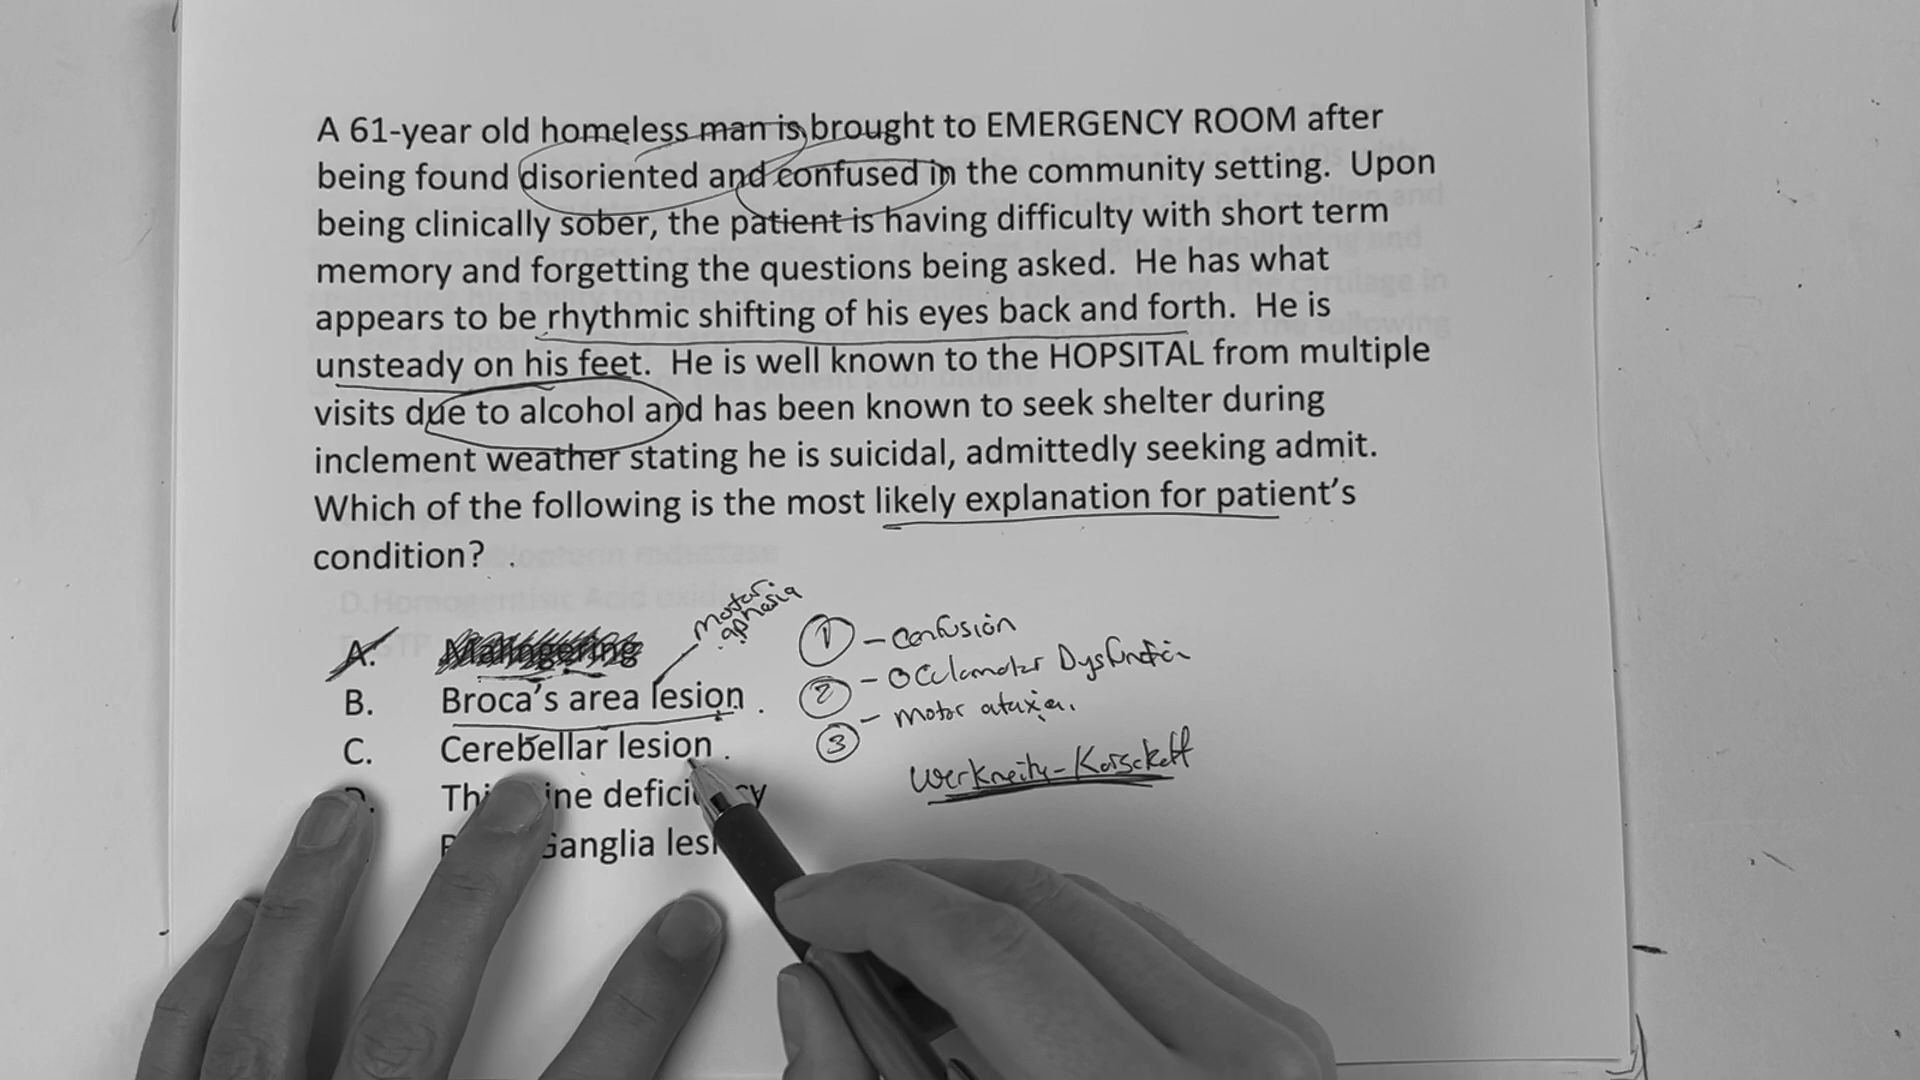 A 61-year old homeless man is brought to EMERGENCY ROOM after
being found disoriented and confused in the community setting. Upon
being clinically sober, the patient is having difficulty with short term
memory and forgetting the questions being asked. He has what
appears to be rhythmic shifting of his eyes back and forth. He is
unsteady on his feet. He is well known to the HOPSITAL from multiple
visits due to alcohol and has been known to seek shelter during
inclement weather stating he is suicidal, admittedly seeking admit.
Which of the following is the most likely explanation for patient's
condition?
A. Malingering
B. Broca's area lesion
C. Cerebellar lesion
D. deficiency
Ganglia
motor
aphasia
1 - confusion
2 - Oculomotor Dysfunction
3 - motor ataxia.
Werkneity-Korsckoff